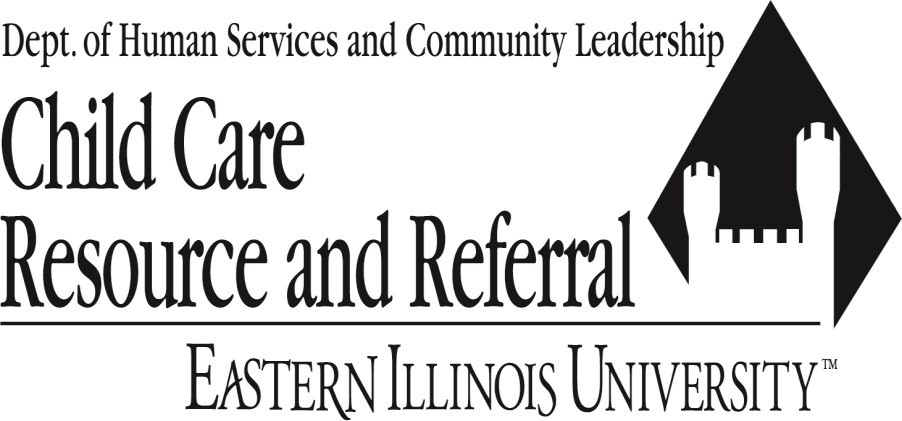 Dept. of Human Services and Community Leadership
Child Care
Resource and Referral
EASTERN ILLINOIS UNIVERSITY™